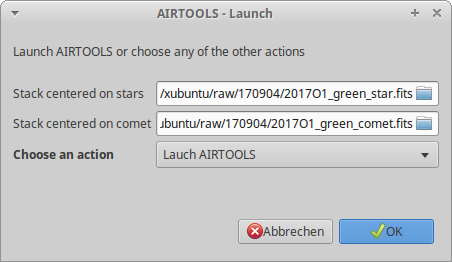 AIRTOOLS - Launch
Launch AIRTOOLS or choose any of the other actions
Stack centered on stars /xubuntu/raw/170904/2017O1_green_star.fits
Stack centered on comet ubuntu/raw/170904/2017O1_green_comet.fits
Choose an action Lauch AIRTOOLS
Abbrechen OK